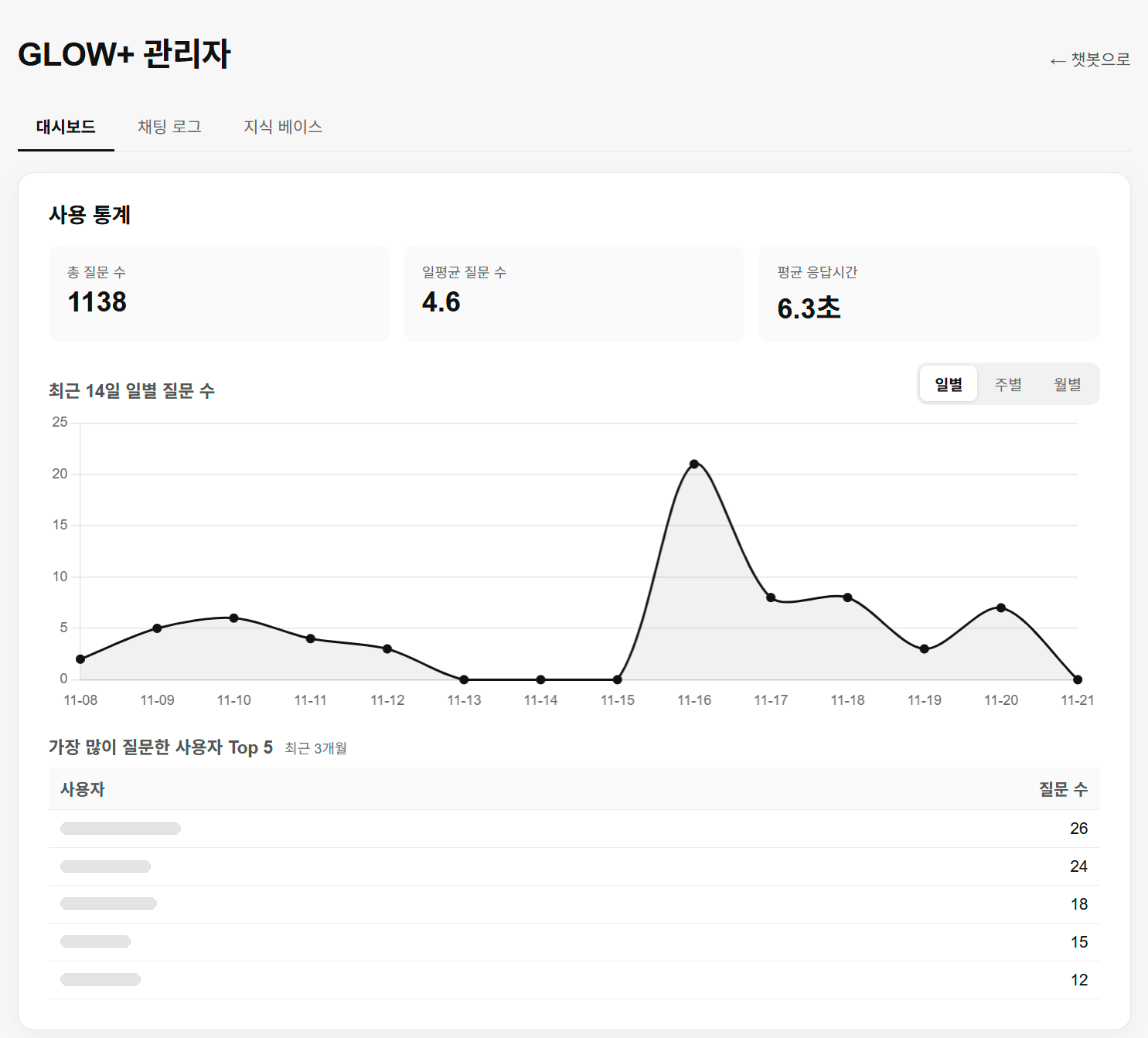 GLOW+ 관리자
← 챗봇으로
대시보드 채팅 로그 지식 베이스
사용 통계
총 질문 수
1138
일평균 질문 수
4.6
평균 응답시간
6.3초
최근 14일 일별 질문 수
일별 주별 월별
25
20
15
10
5
0
11-08 11-09 11-10 11-11 11-12 11-13 11-14 11-15 11-16 11-17 11-18 11-19 11-20 11-21
가장 많이 질문한 사용자 Top 5 최근 3개월
사용자 질문 수
26
24
18
15
12